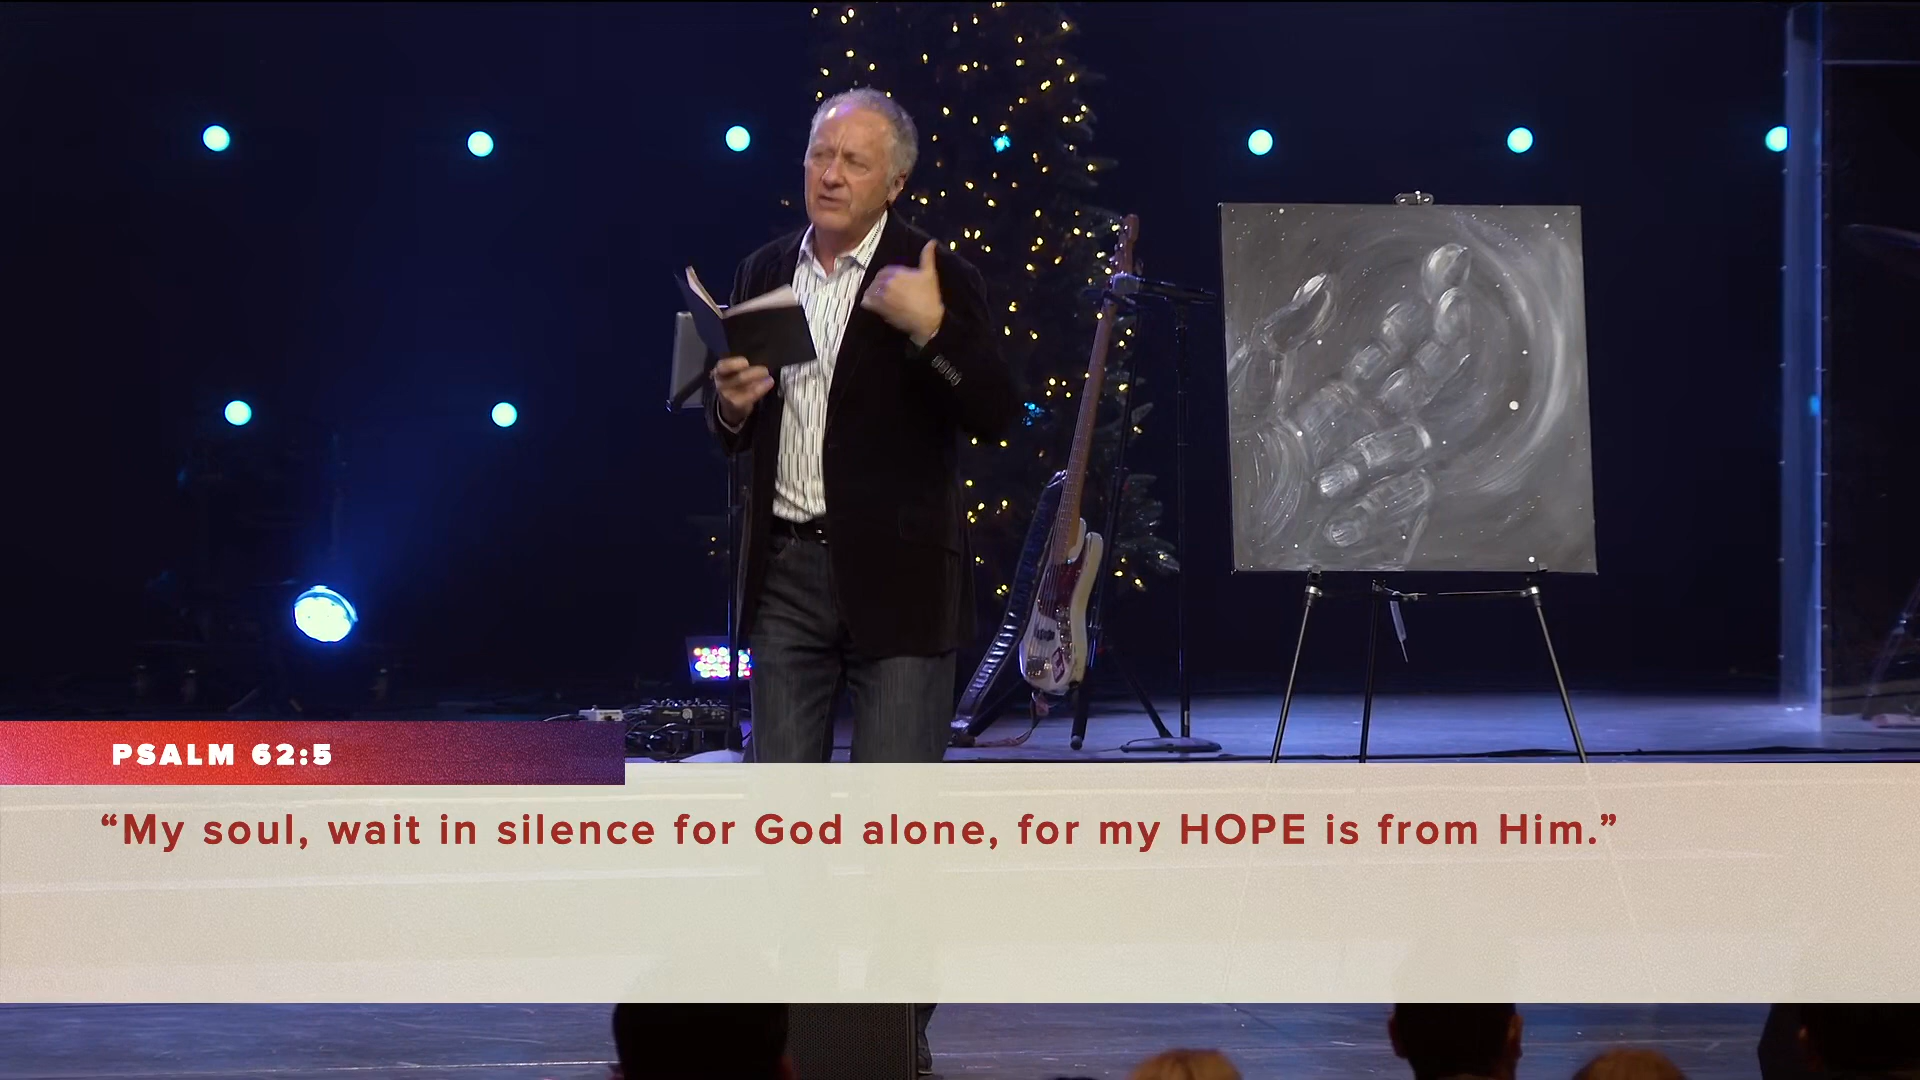 PSALM 62:5
“My soul, wait in silence for God alone, for my HOPE is from Him.”